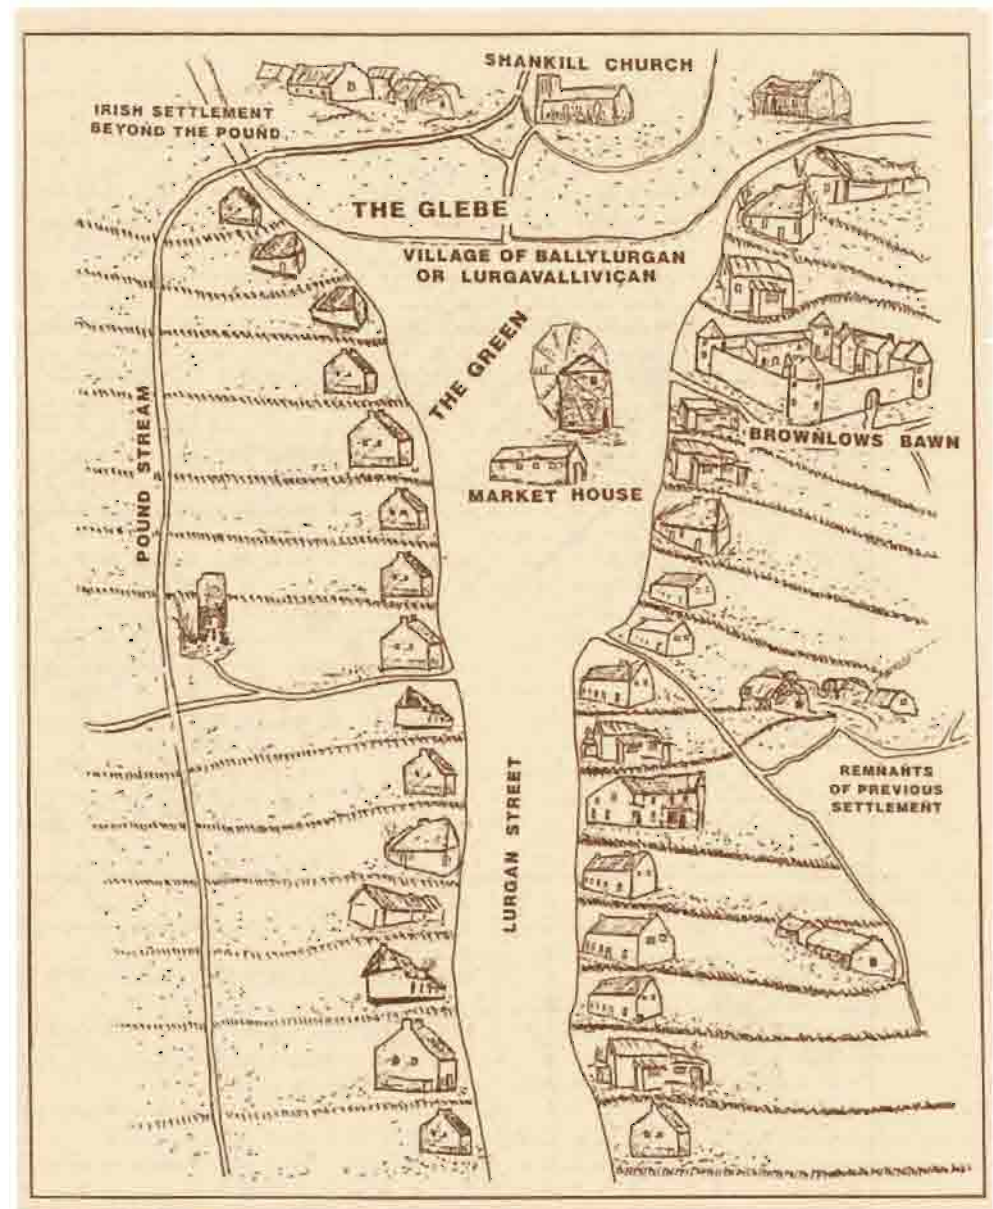 SHANKILL CHURCH
IRISH SETTLEMENT
BEYOND THE POUND
THE GLEBE
VILLAGE OF BALLYLURGAN
OR LURGAVALLIVICAN
THE GREEN
POUND STREAM
BROWNLOWS BAWN
MARKET HOUSE
LURGAN STREET
REMNANTS
OF PREVIOUS
SETTLEMENT